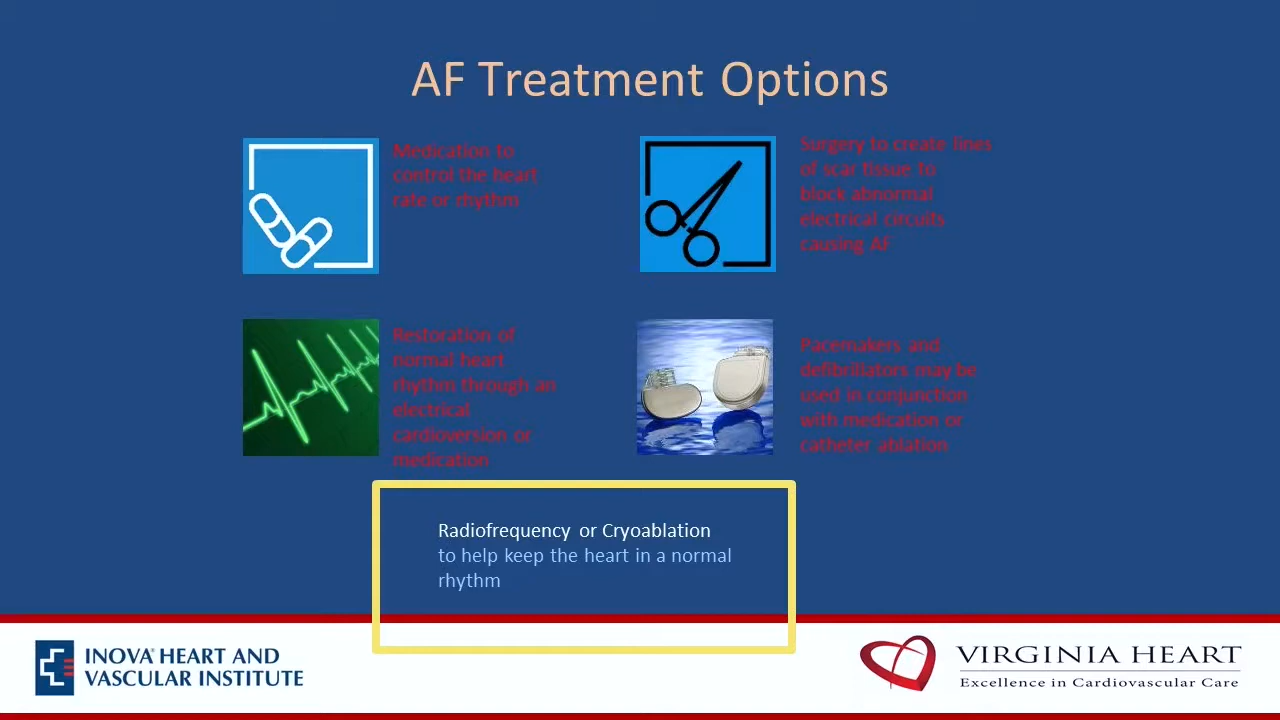 AF Treatment Options
Medication to
control the heart
rate or rhythm
Surgery to create lines
of scar tissue to
block abnormal
electrical circuits
causing AF
Restoration of
normal heart
rhythm through an
electrical
cardioversion or
medication
Pacemakers and
defibrillators may be
used in conjunction
with medication or
catheter ablation
Radiofrequency or Cryoablation
to help keep the heart in a normal
rhythm
INOVA® HEART AND
VASCULAR INSTITUTE
VIRGINIA HEART
Excellence in Cardiovascular Care